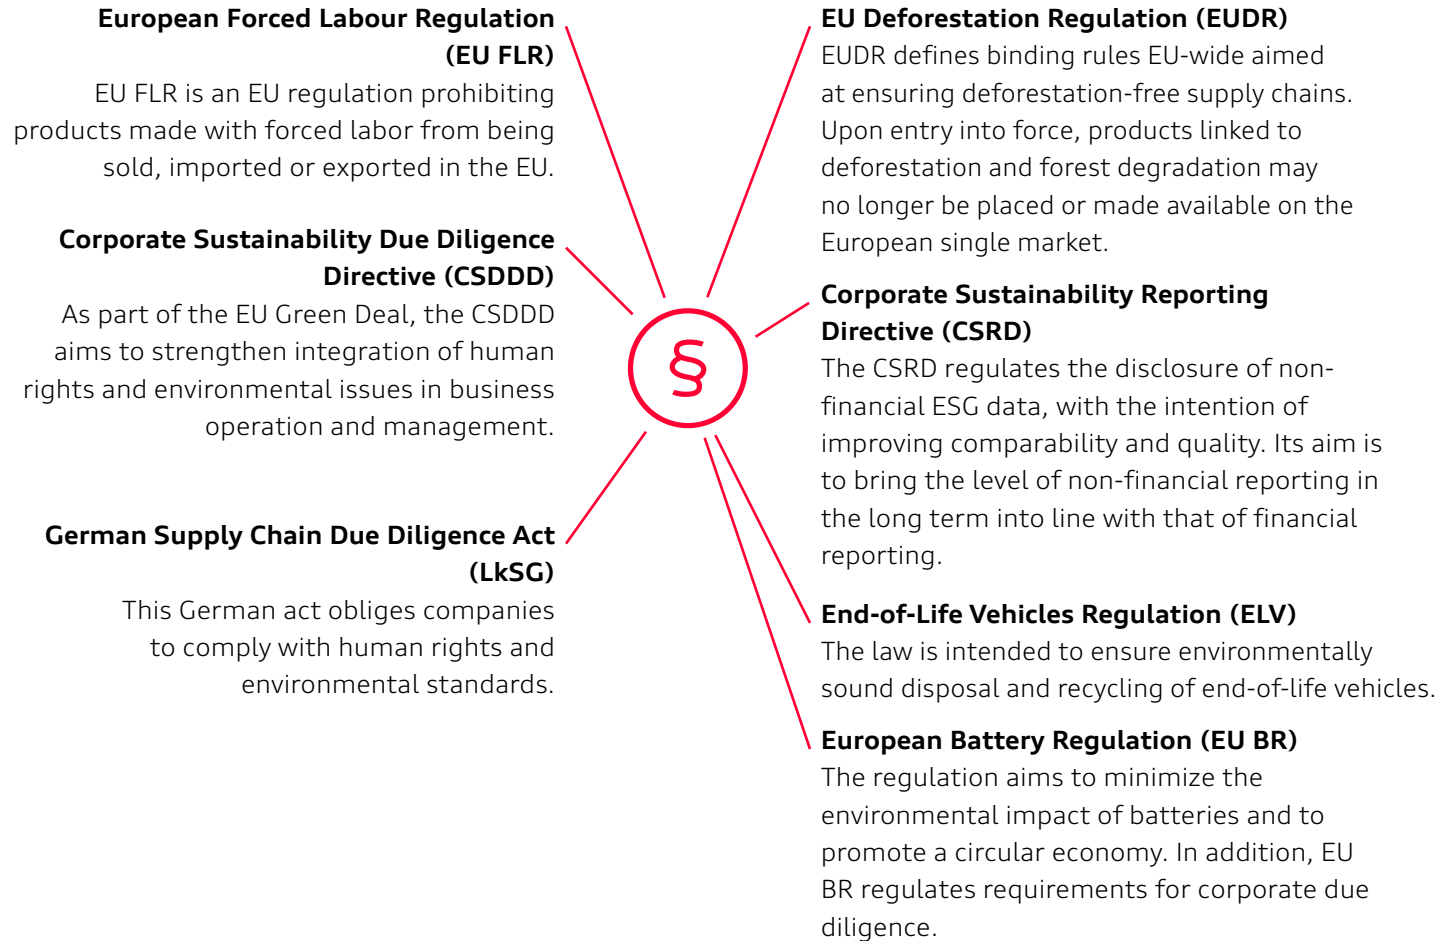 European Forced Labour Regulation
(EU FLR)
EU FLR is an EU regulation prohibiting
products made with forced labor from being
sold, imported or exported in the EU.
Corporate Sustainability Due Diligence
Directive (CSDDD)
As part of the EU Green Deal, the CSDDD
aims to strengthen integration of human
rights and environmental issues in business
operation and management.
German Supply Chain Due Diligence Act
(LkSG)
This German act obliges companies
to comply with human rights and
environmental standards.
§
EU Deforestation Regulation (EUDR)
EUDR defines binding rules EU-wide aimed
at ensuring deforestation-free supply chains.
Upon entry into force, products linked to
deforestation and forest degradation may
no longer be placed or made available on the
European single market.
Corporate Sustainability Reporting
Directive (CSRD)
The CSRD regulates the disclosure of non-
financial ESG data, with the intention of
improving comparability and quality. Its aim is
to bring the level of non-financial reporting in
the long term into line with that of financial
reporting.
End-of-Life Vehicles Regulation (ELV)
The law is intended to ensure environmentally
sound disposal and recycling of end-of-life vehicles.
European Battery Regulation (EU BR)
The regulation aims to minimize the
environmental impact of batteries and to
promote a circular economy. In addition, EU
BR regulates requirements for corporate due
diligence.